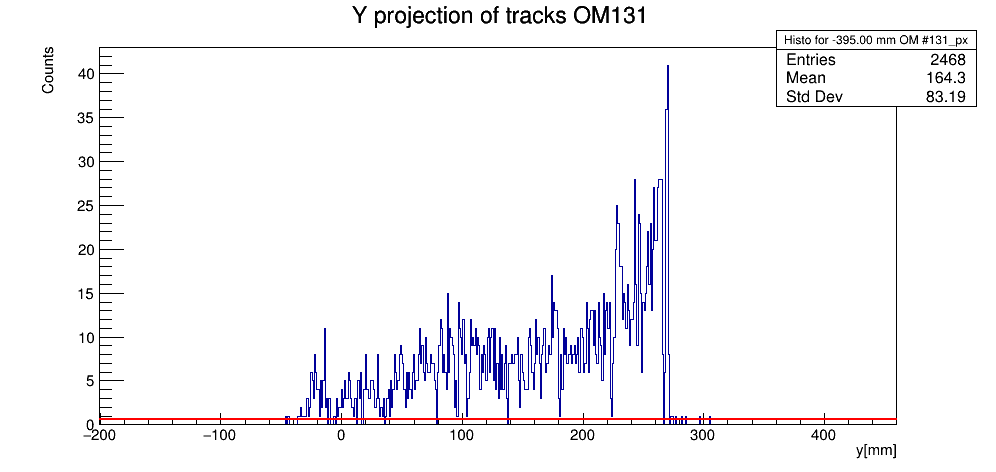 Y projection of tracks OM131
Histo for -395.00 mm OM #131_px
Entries 2468
Mean 164.3
Std Dev 83.19
Counts
40
35
30
25
20
15
10
5
0
−200 −100 0 100 200 300 400
y[mm]